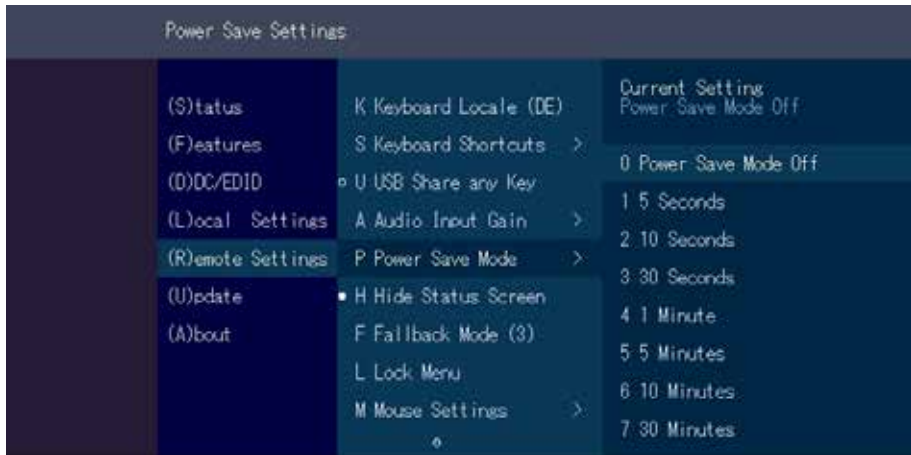 Power Save Settings
(S)tatus
(F)eatures
(D)DC/EDID
(L)ocal Settings
(R)emote Settings
(U)pdate
(A)bout
K Keyboard Locale (DE)
S Keyboard Shortcuts >
U USB Share any Key
A Audio Input Gain >
P Power Save Mode >
H Hide Status Screen
F Fallback Mode (3)
L Lock Menu
M Mouse Settings >
Current Setting
Power Save Mode Off
0 Power Save Mode Off
1 5 Seconds
2 10 Seconds
3 30 Seconds
4 1 Minute
5 5 Minutes
6 10 Minutes
7 30 Minutes